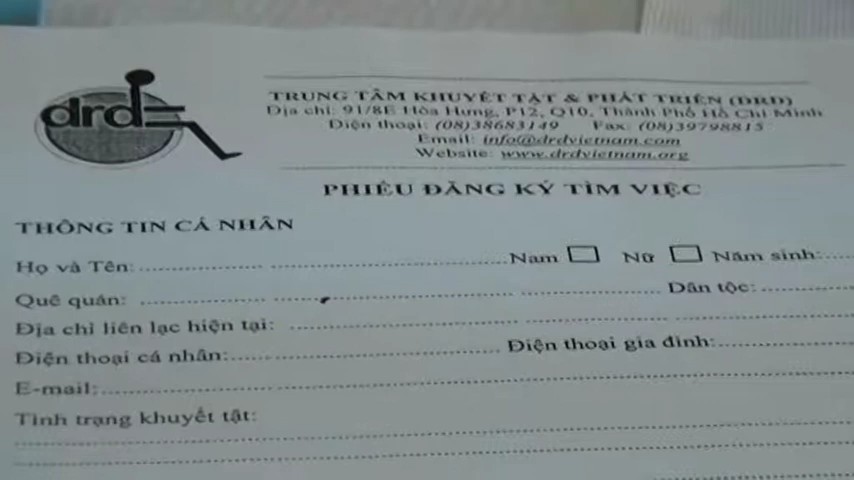 drd
TRUNG TÂM KHUYẾT TẬT & PHÁT TRIỂN (DRD)
Địa chỉ: 91/8E Hòa Hưng, P12, Q10, Thành Phố Hồ Chí Minh
Điện thoại: (08)38683149 Fax: (08)39798815
Email: info@drdvietnam.com
Website: www.drdvietnam.org
PHIẾU ĐĂNG KÝ TÌM VIỆC
THÔNG TIN CÁ NHÂN
Họ và Tên: Nam Nữ Năm sinh:
Quê quán: Dân tộc:
Địa chỉ liên lạc hiện tại:
Điện thoại cá nhân: Điện thoại gia đình:
E-mail:
Tình trạng khuyết tật: